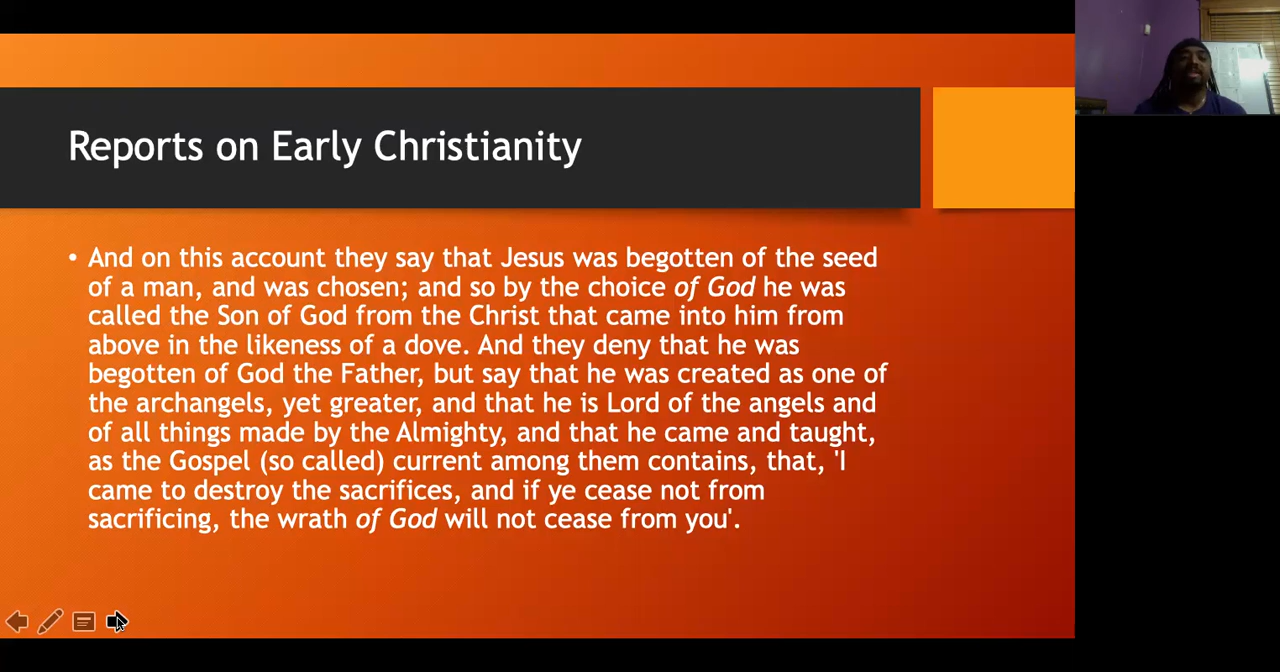 Reports on Early Christianity
• And on this account they say that Jesus was begotten of the seed
of a man, and was chosen; and so by the choice of God he was
called the Son of God from the Christ that came into him from
above in the likeness of a dove. And they deny that he was
begotten of God the Father, but say that he was created as one of
the archangels, yet greater, and that he is Lord of the angels and
of all things made by the Almighty, and that he came and taught,
as the Gospel (so called) current among them contains, that, 'I
came to destroy the sacrifices, and if ye cease not from
sacrificing, the wrath of God will not cease from you'.